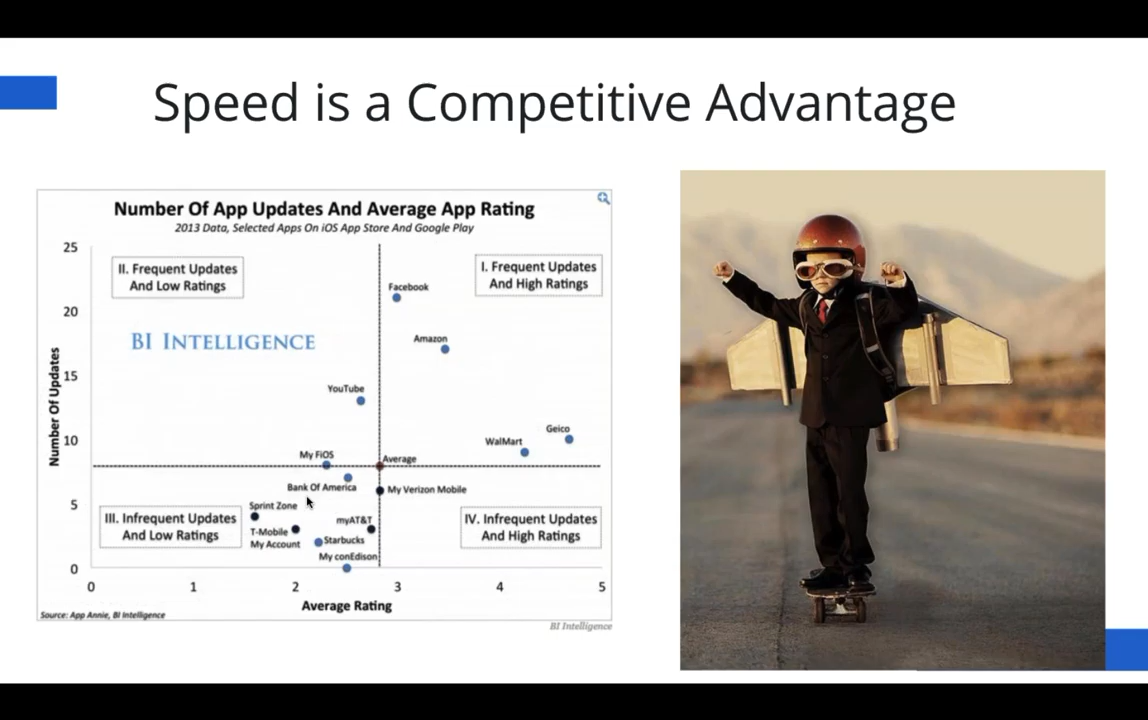 Speed is a Competitive Advantage
Number Of App Updates And Average App Rating
2013 Data, Selected Apps On iOS App Store And Google Play
25
20
15
10
5
0
Number Of Updates
II. Frequent Updates
And Low Ratings
I. Frequent Updates
And High Ratings
BI INTELLIGENCE
Facebook
Amazon
YouTube
Geico
WalMart
My FiOS
Average
Bank Of America
My Verizon Mobile
Sprint Zone
III. Infrequent Updates
And Low Ratings
T-Mobile
My Account
myAT&T
Starbucks
My conEdison
IV. Infrequent Updates
And High Ratings
0 1 2 3 4 5
Average Rating
Source: App Annie, BI Intelligence
BI Intelligence